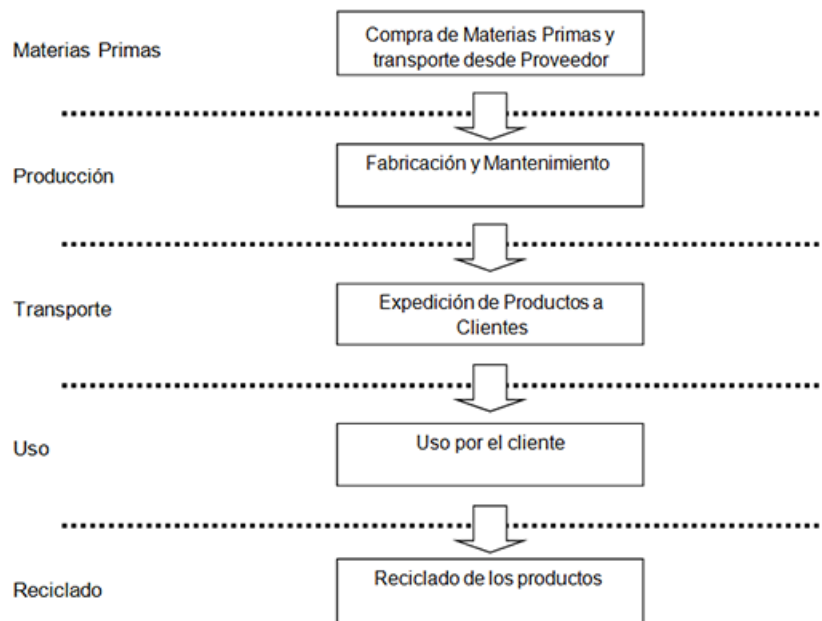 Materias Primas
Compra de Materias Primas y
transporte desde Proveedor
Producción
Fabricación y Mantenimiento
Transporte
Expedición de Productos a
Clientes
Uso
Uso por el cliente
Reciclado
Reciclado de los productos